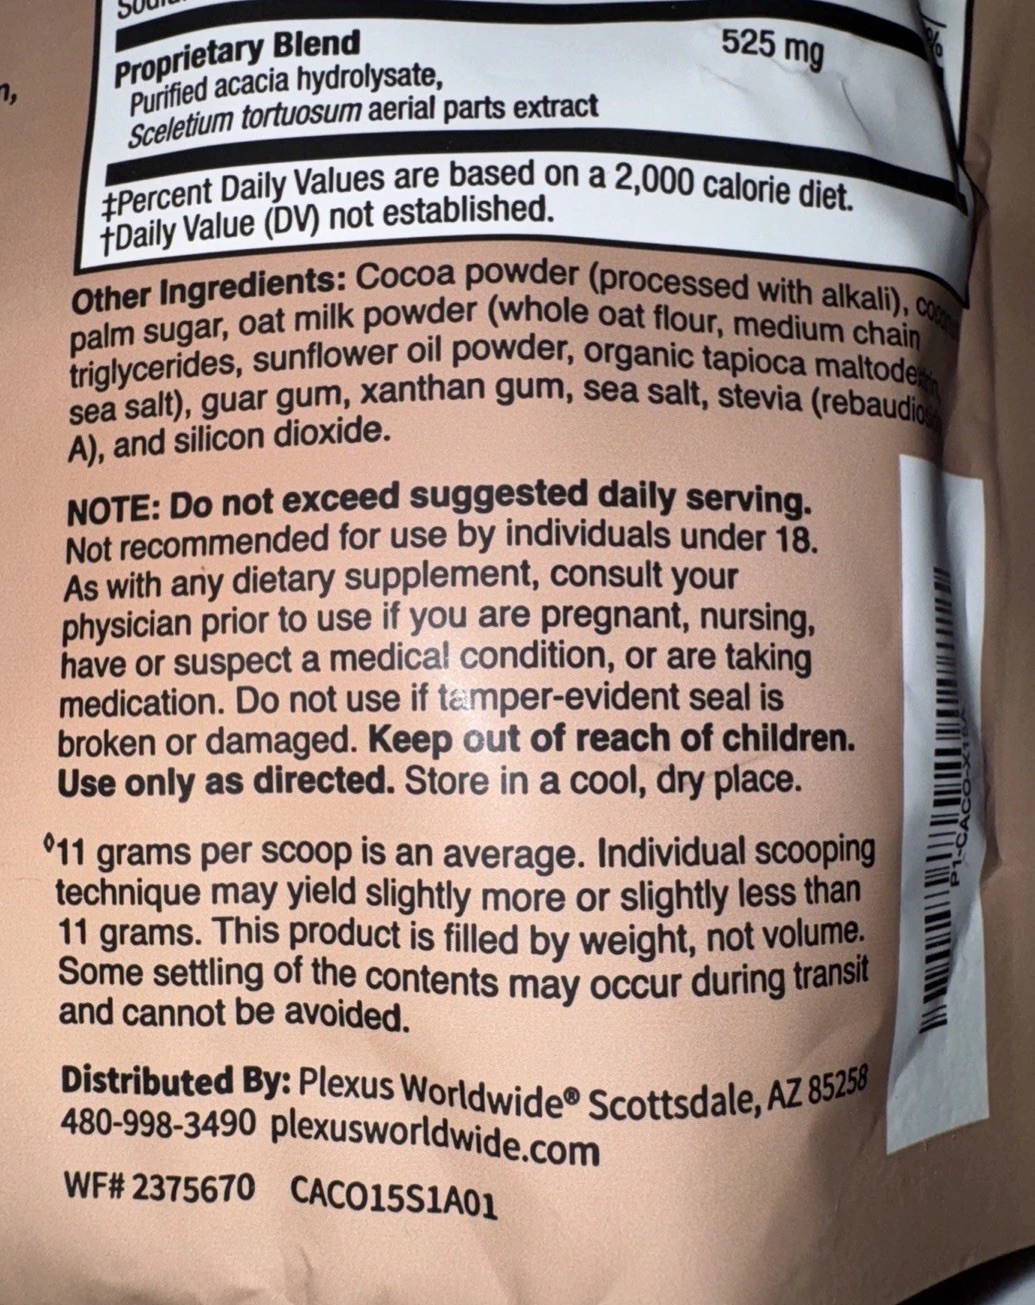 Proprietary Blend 525 mg
Purified acacia hydrolysate,
Sceletium tortuosum aerial parts extract
‡Percent Daily Values are based on a 2,000 calorie diet.
†Daily Value (DV) not established.
Other Ingredients: Cocoa powder (processed with alkali),
palm sugar, oat milk powder (whole oat flour, medium chain
triglycerides, sunflower oil powder, organic tapioca
sea salt), guar gum, xanthan gum, sea salt, stevia
A), and silicon dioxide.
NOTE: Do not exceed suggested daily serving.
Not recommended for use by individuals under 18.
As with any dietary supplement, consult your
physician prior to use if you are pregnant, nursing,
have or suspect a medical condition, or are taking
medication. Do not use if tamper-evident seal is
broken or damaged. Keep out of reach of children.
Use only as directed. Store in a cool, dry place.
◊11 grams per scoop is an average. Individual scooping
technique may yield slightly more or slightly less than
11 grams. This product is filled by weight, not volume.
Some settling of the contents may occur during transit
and cannot be avoided.
Distributed By: Plexus Worldwide® Scottsdale, AZ 85258
480-998-3490 plexusworldwide.com
WF# 2375670 CACO15S1A01